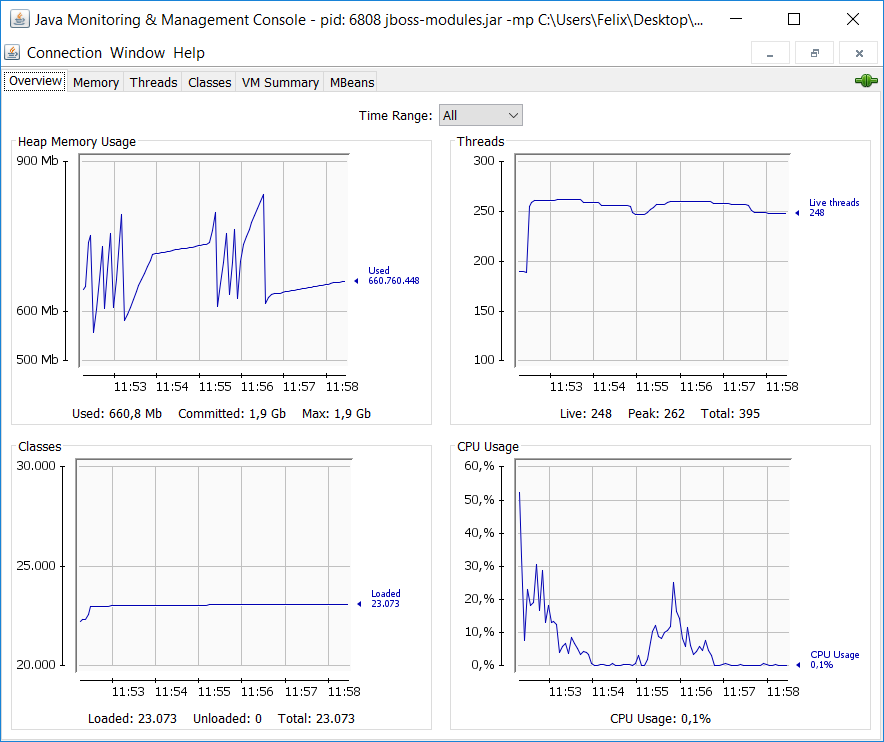 Java Monitoring & Management Console - pid: 6808 jboss-modules.jar -mp C:\Users\Felix\Desktop\...
Connection Window Help
Overview Memory Threads Classes VM Summary MBeans
Time Range: All
Heap Memory Usage
900 Mb
600 Mb
500 Mb
Used
660.760.448
11:53 11:54 11:55 11:56 11:57 11:58
Used: 660,8 Mb Committed: 1,9 Gb Max: 1,9 Gb
Threads
300
250
200
150
100
Live threads
248
11:53 11:54 11:55 11:56 11:57 11:58
Live: 248 Peak: 262 Total: 395
Classes
30.000
25.000
20.000
Loaded
23.073
11:53 11:54 11:55 11:56 11:57 11:58
Loaded: 23.073 Unloaded: 0 Total: 23.073
CPU Usage
60,%
50,%
40,%
30,%
20,%
10,%
0,%
CPU Usage
0,1%
11:53 11:54 11:55 11:56 11:57 11:58
CPU Usage: 0,1%